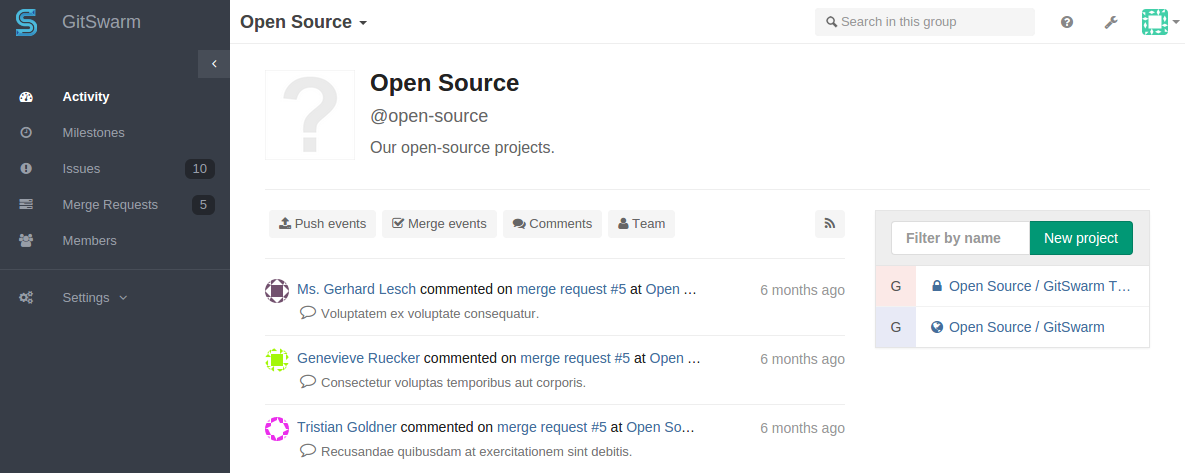 GitSwarm
Open Source
Search in this group
Activity
Milestones
Issues 10
Merge Requests 5
Members
Settings
?
Open Source
@open-source
Our open-source projects.
Push events Merge events Comments Team
Ms. Gerhard Lesch commented on merge request #5 at Open ... 6 months ago
Voluptatem ex voluptate consequatur.
Genevieve Ruecker commented on merge request #5 at Open ... 6 months ago
Consectetur voluptas temporibus aut corporis.
Tristian Goldner commented on merge request #5 at Open So... 6 months ago
Recusandae quibusdam at exercitationem sint debitis.
Filter by name New project
G Open Source / GitSwarm T...
G Open Source / GitSwarm